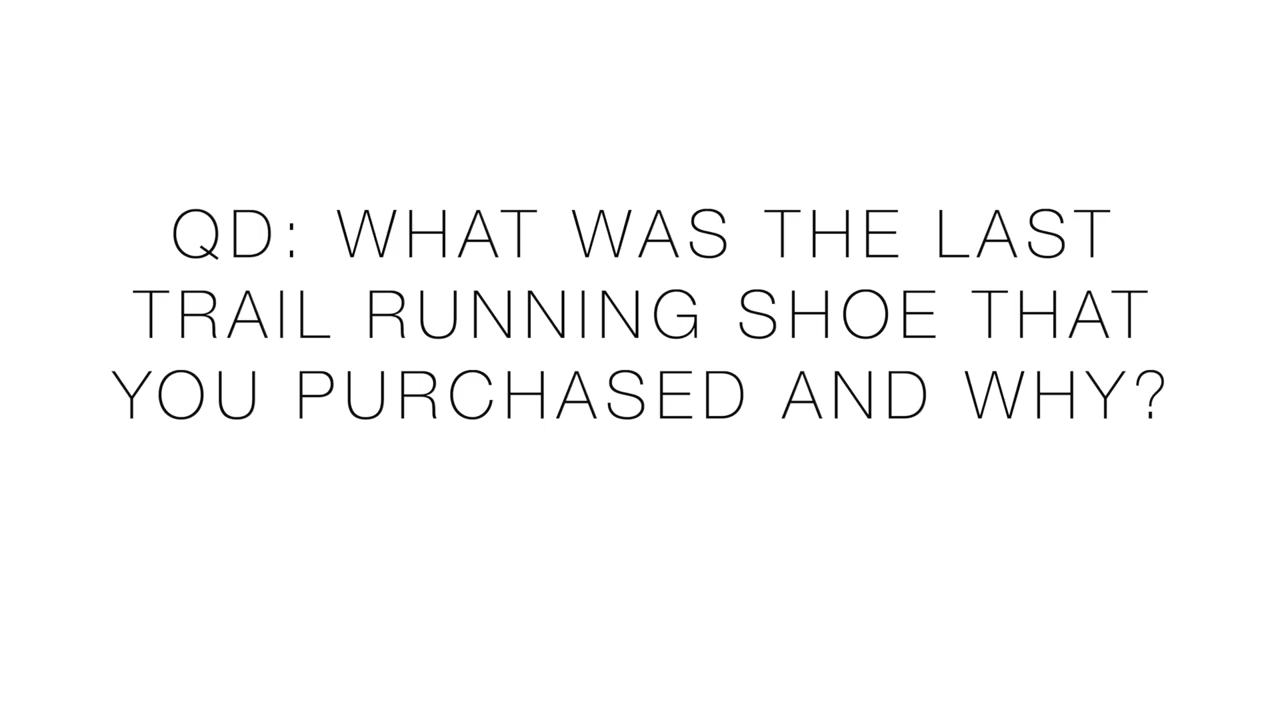 QD: WHAT WAS THE LAST
TRAIL RUNNING SHOE THAT
YOU PURCHASED AND WHY?